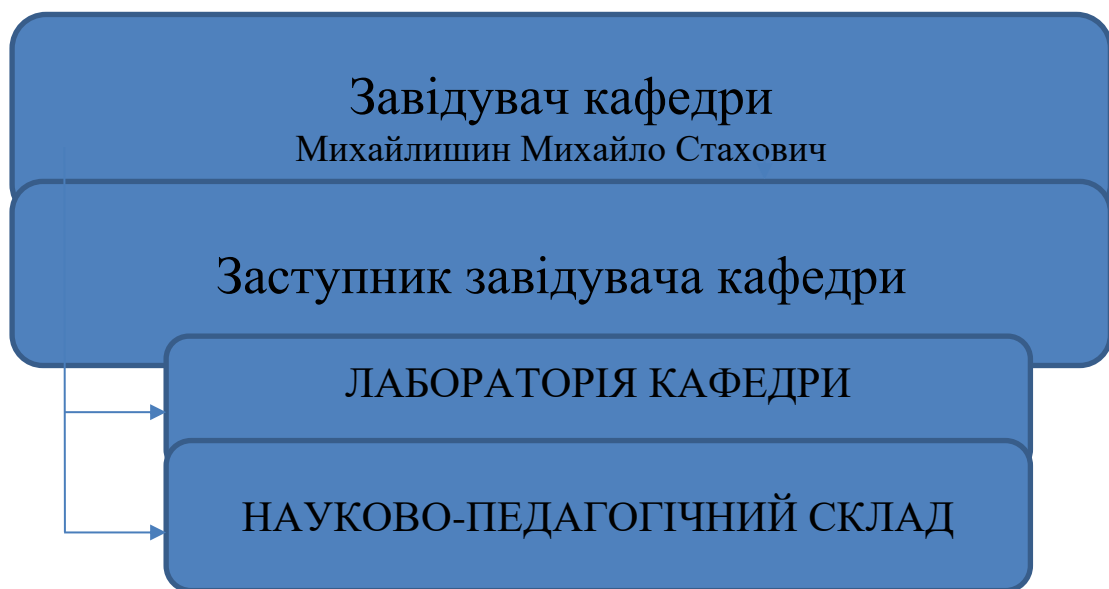 Завідувач кафедри
Михайлишин Михайло Стахович
Заступник завідувача кафедри
ЛАБОРАТОРІЯ КАФЕДРИ
НАУКОВО-ПЕДАГОГІЧНИЙ СКЛАД